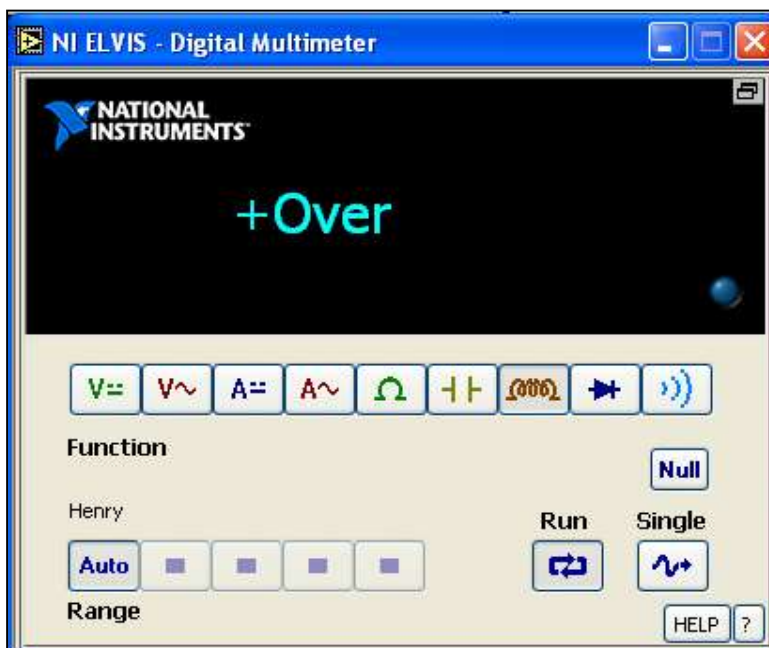 NI ELVIS - Digital Multimeter
NATIONAL
INSTRUMENTS
+Over
V V A A Ω
Function
Null
Henry
Run Single
Auto
Range
HELP ?